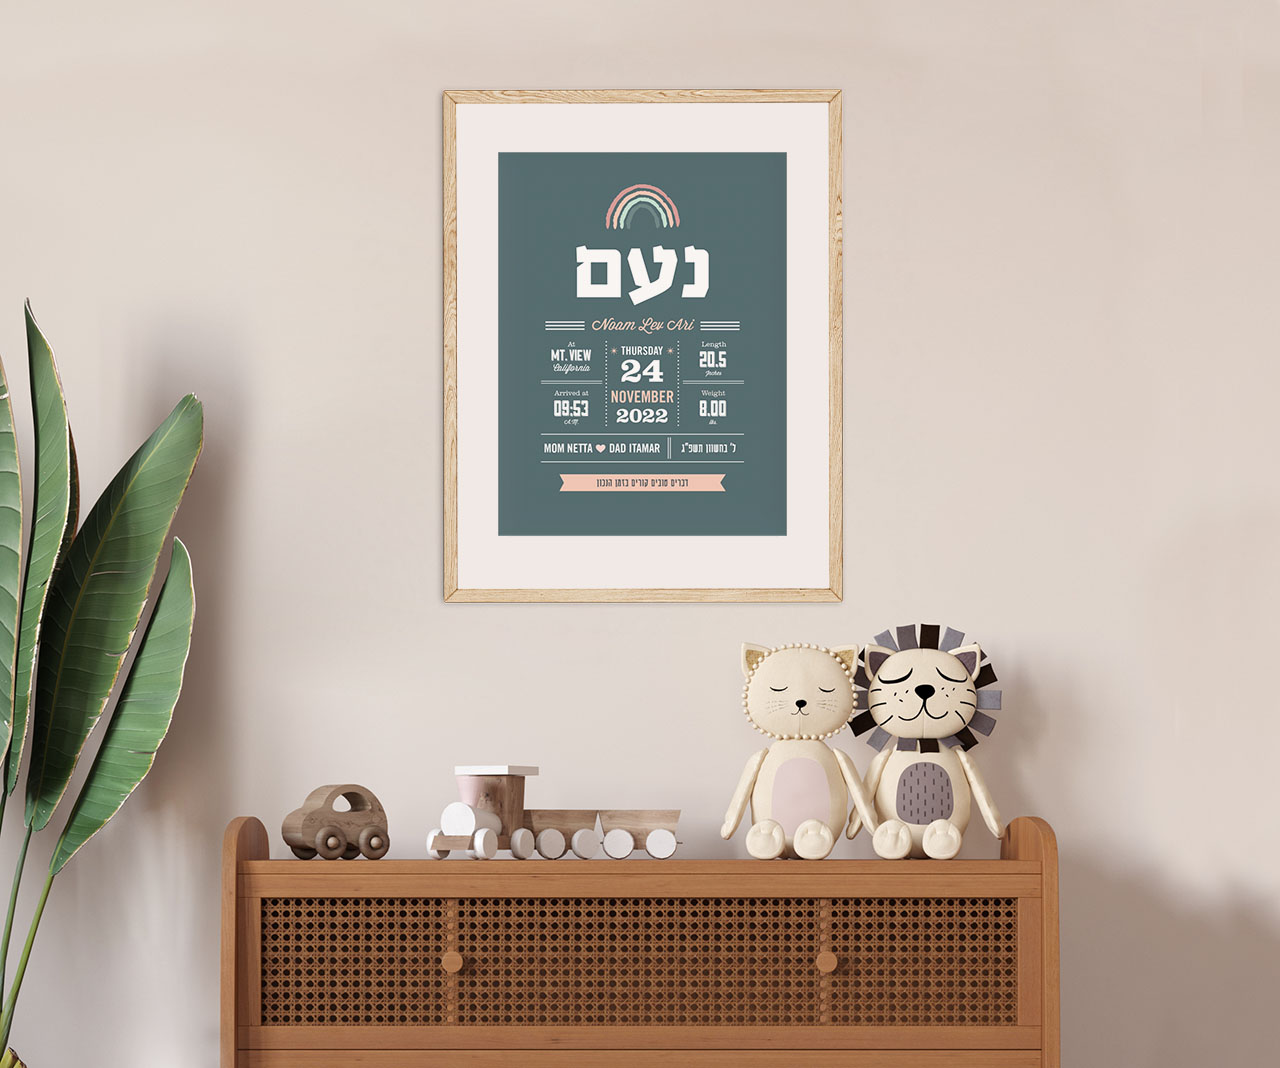 נעם
Noam Lev Ari
At
MT. VIEW
California
Arrived at
09:53
A.M.
THURSDAY
24
NOVEMBER
2022
Length
20.5
Inches
Weight
8.00
lbs.
MOM NETTA ♥ DAD ITAMAR
ל' בחשוון תשפ"ג
דברים טובים קורים בזמן הנכון